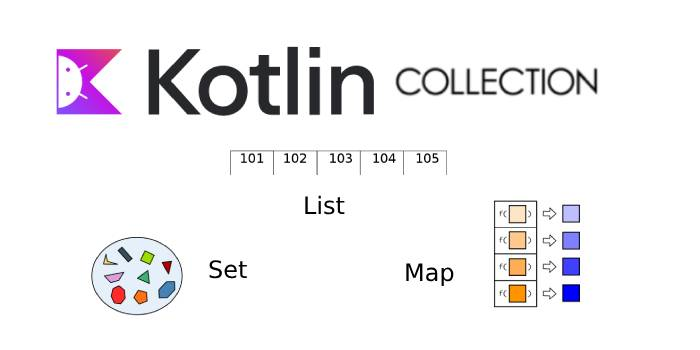 Kotlin COLLECTION
101 102 103 104 105
List
Set
Map
f( )
f( )
f( )
f( )